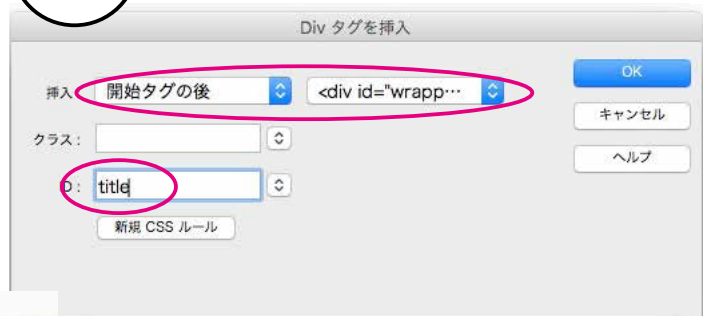 Div タグを挿入
挿入 開始タグの後 <div id="wrapp… OK
キャンセル
クラス:
ヘルプ
D: title
新規 CSS ルール